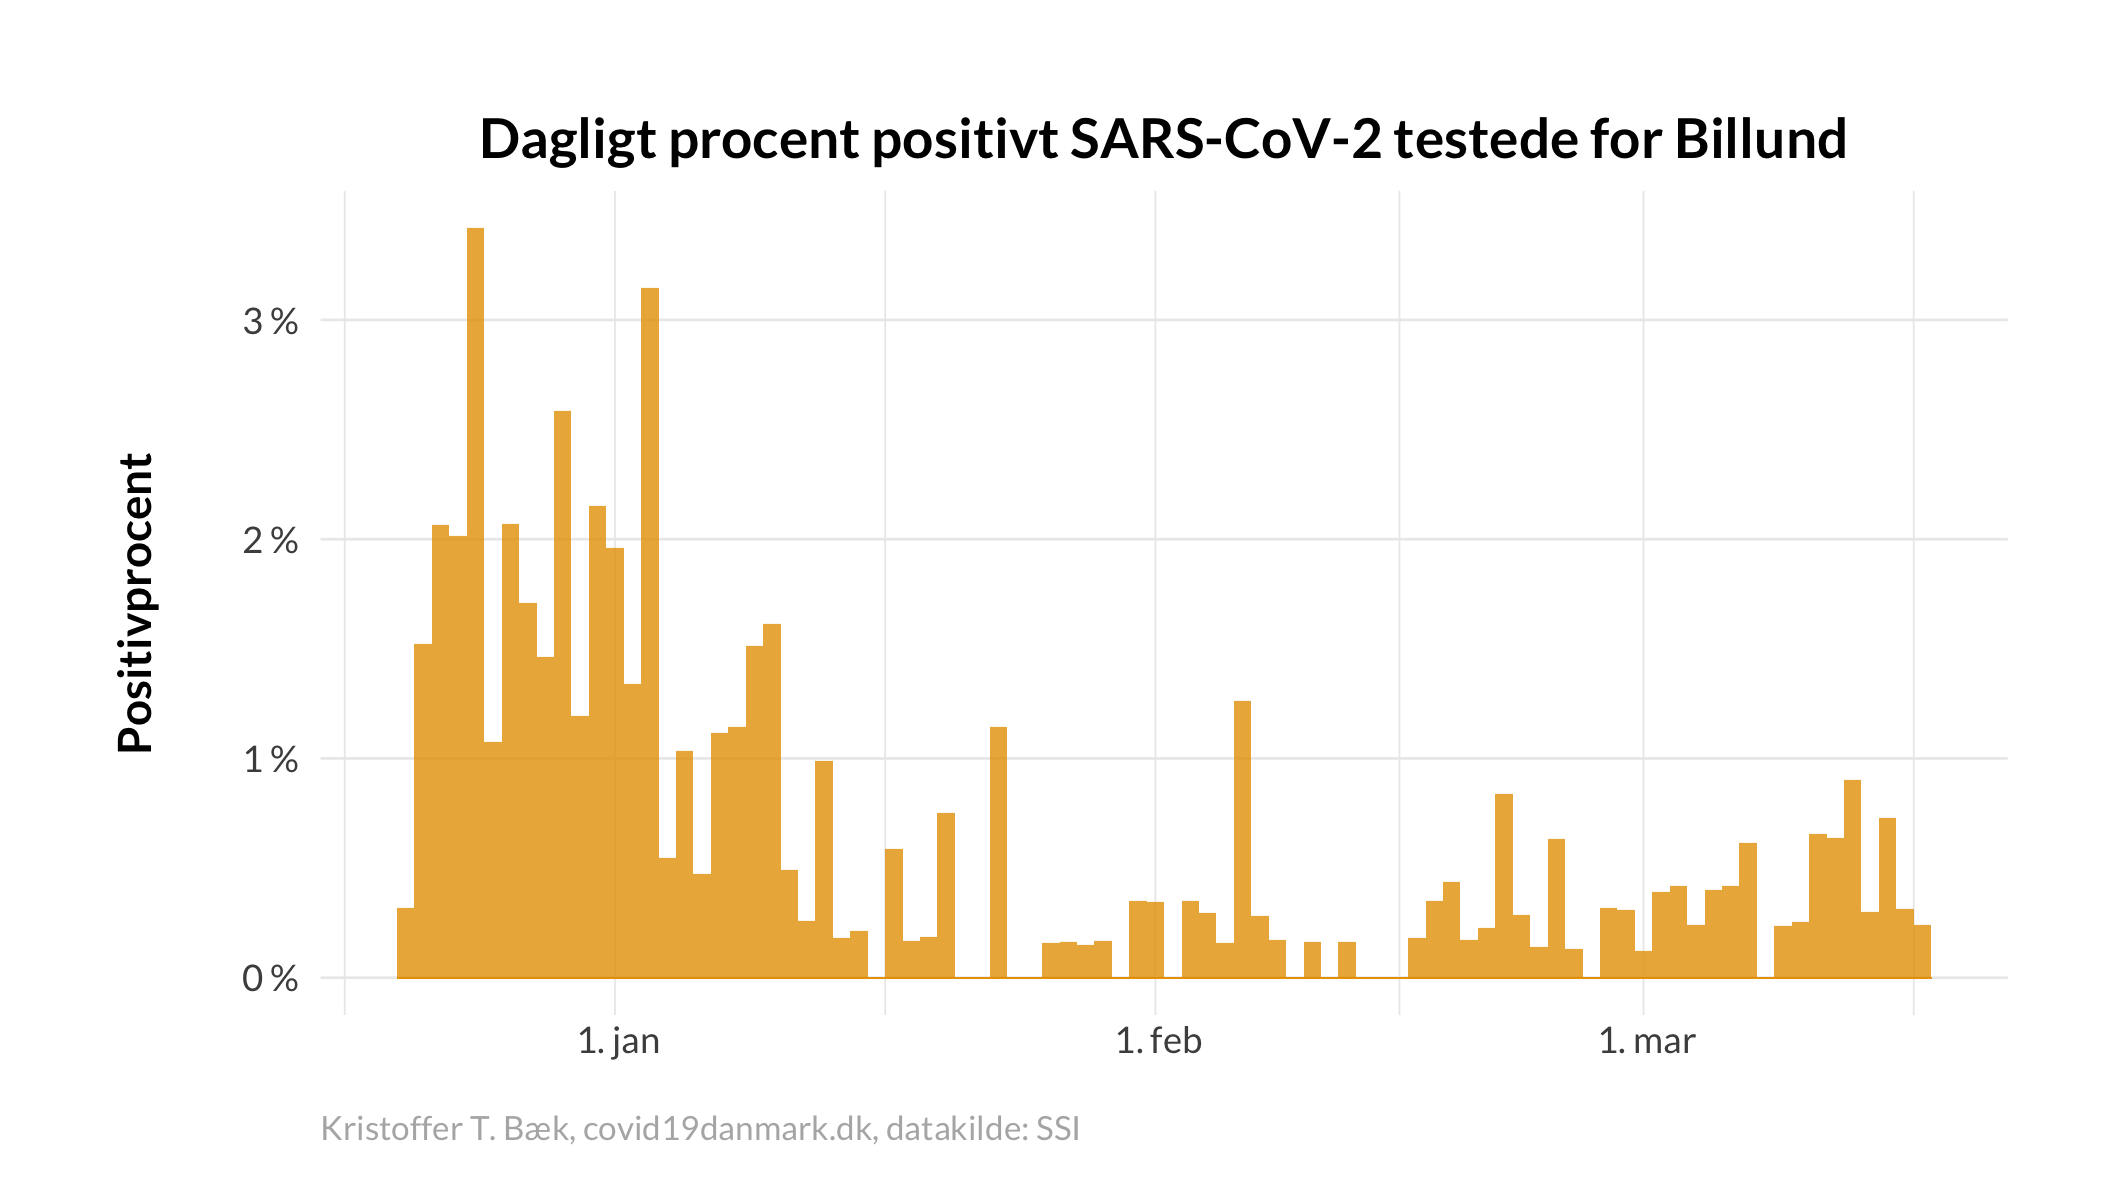 Dagligt procent positivt SARS-CoV-2 testede for Billund
Positivprocent
3 %
2 %
1 %
0 %
1. jan
1. feb
1. mar
Kristoffer T. Bæk, covid19danmark.dk, datakilde: SSI